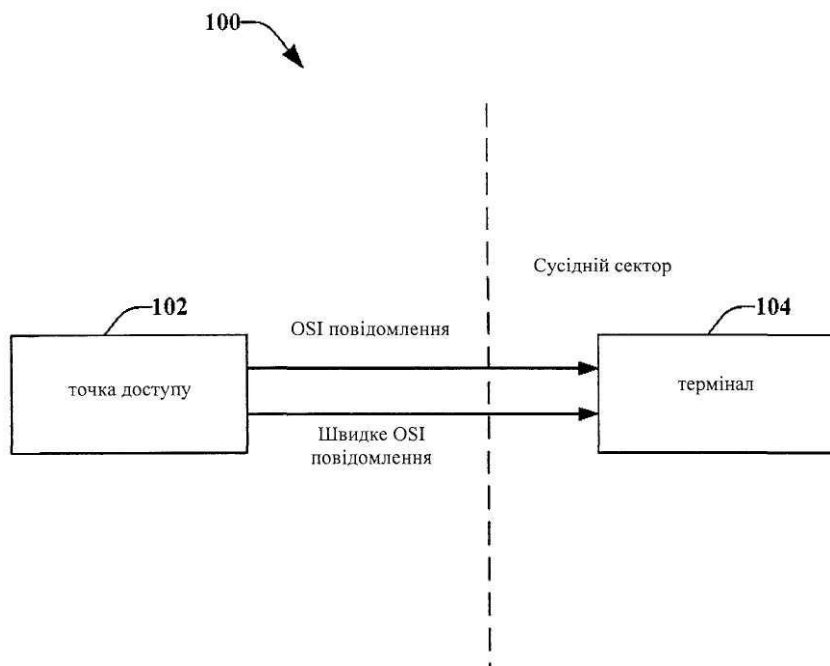 100
Сусідній сектор
102
104
OSI повідомлення
точка доступу
термінал
Швидке OSI
повідомлення